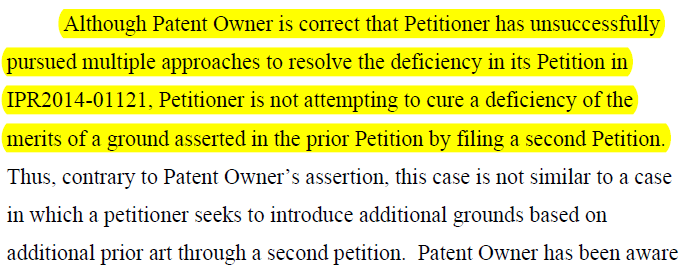 Although Patent Owner is correct that Petitioner has unsuccessfully
pursued multiple approaches to resolve the deficiency in its Petition in
IPR2014-01121, Petitioner is not attempting to cure a deficiency of the
merits of a ground asserted in the prior Petition by filing a second Petition.
Thus, contrary to Patent Owner's assertion, this case is not similar to a case
in which a petitioner seeks to introduce additional grounds based on
additional prior art through a second petition.  Patent Owner has been aware